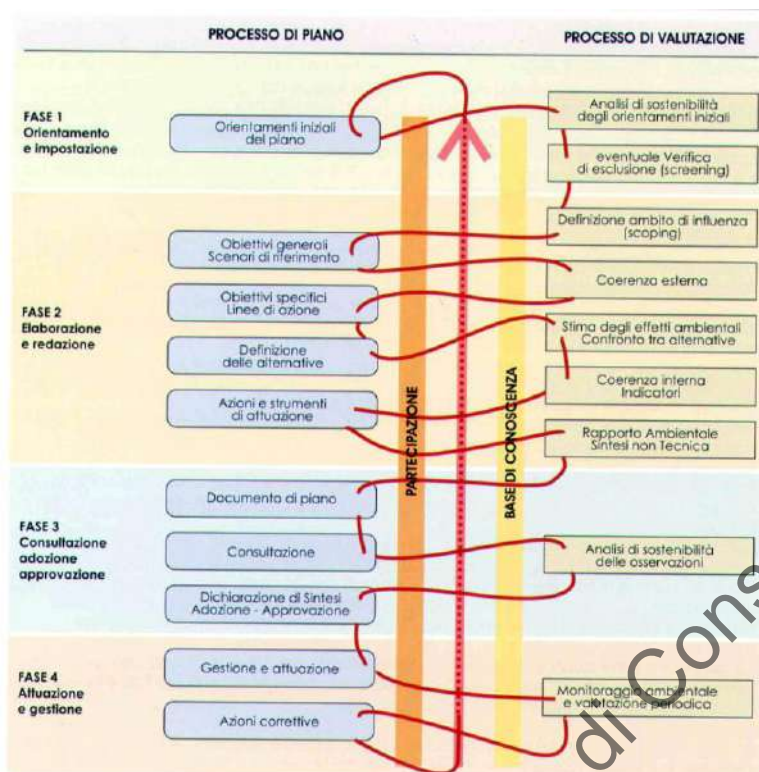 PROCESSO DI PIANO
PROCESSO DI VALUTAZIONE
FASE 1
Orientamento
e impostazione
Orientamenti iniziali
del piano
Analisi di sostenibilità
degli orientamenti iniziali
eventuale Verifica
di esclusione (screening)
FASE 2
Elaborazione
e redazione
Obiettivi generali
Scenari di riferimento
Obiettivi specifici
Linee di azione
Definizione
delle alternative
Azioni e strumenti
di attuazione
Definizione ambito di influenza
(scoping)
Coerenza esterna
Stima degli effetti ambientali
Confronto tra alternative
Coerenza interna
Indicatori
Rapporto Ambientale
Sintesi non Tecnica
PARTECIPAZIONE
BASE DI CONOSCENZA
FASE 3
Consultazione
adozione
approvazione
Documento di piano
Consultazione
Dichiarazione di Sintesi
Adozione - Approvazione
Analisi di sostenibilità
delle osservazioni
FASE 4
Attuazione
e gestione
Gestione e attuazione
Azioni correttive
Monitoraggio ambientale
e valutazione periodica
di Cons